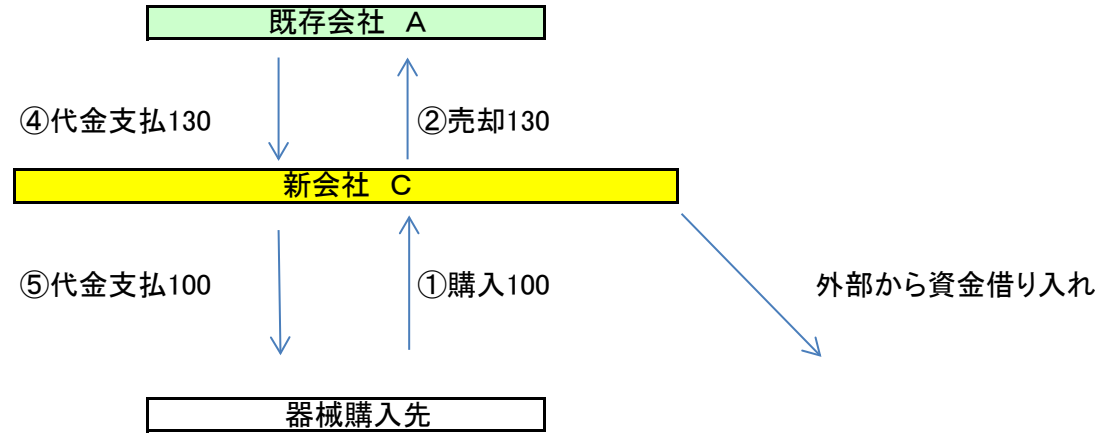 既存会社　A
④代金支払130
②売却130
新会社　C
⑤代金支払100
①購入100
外部から資金借り入れ
器械購入先